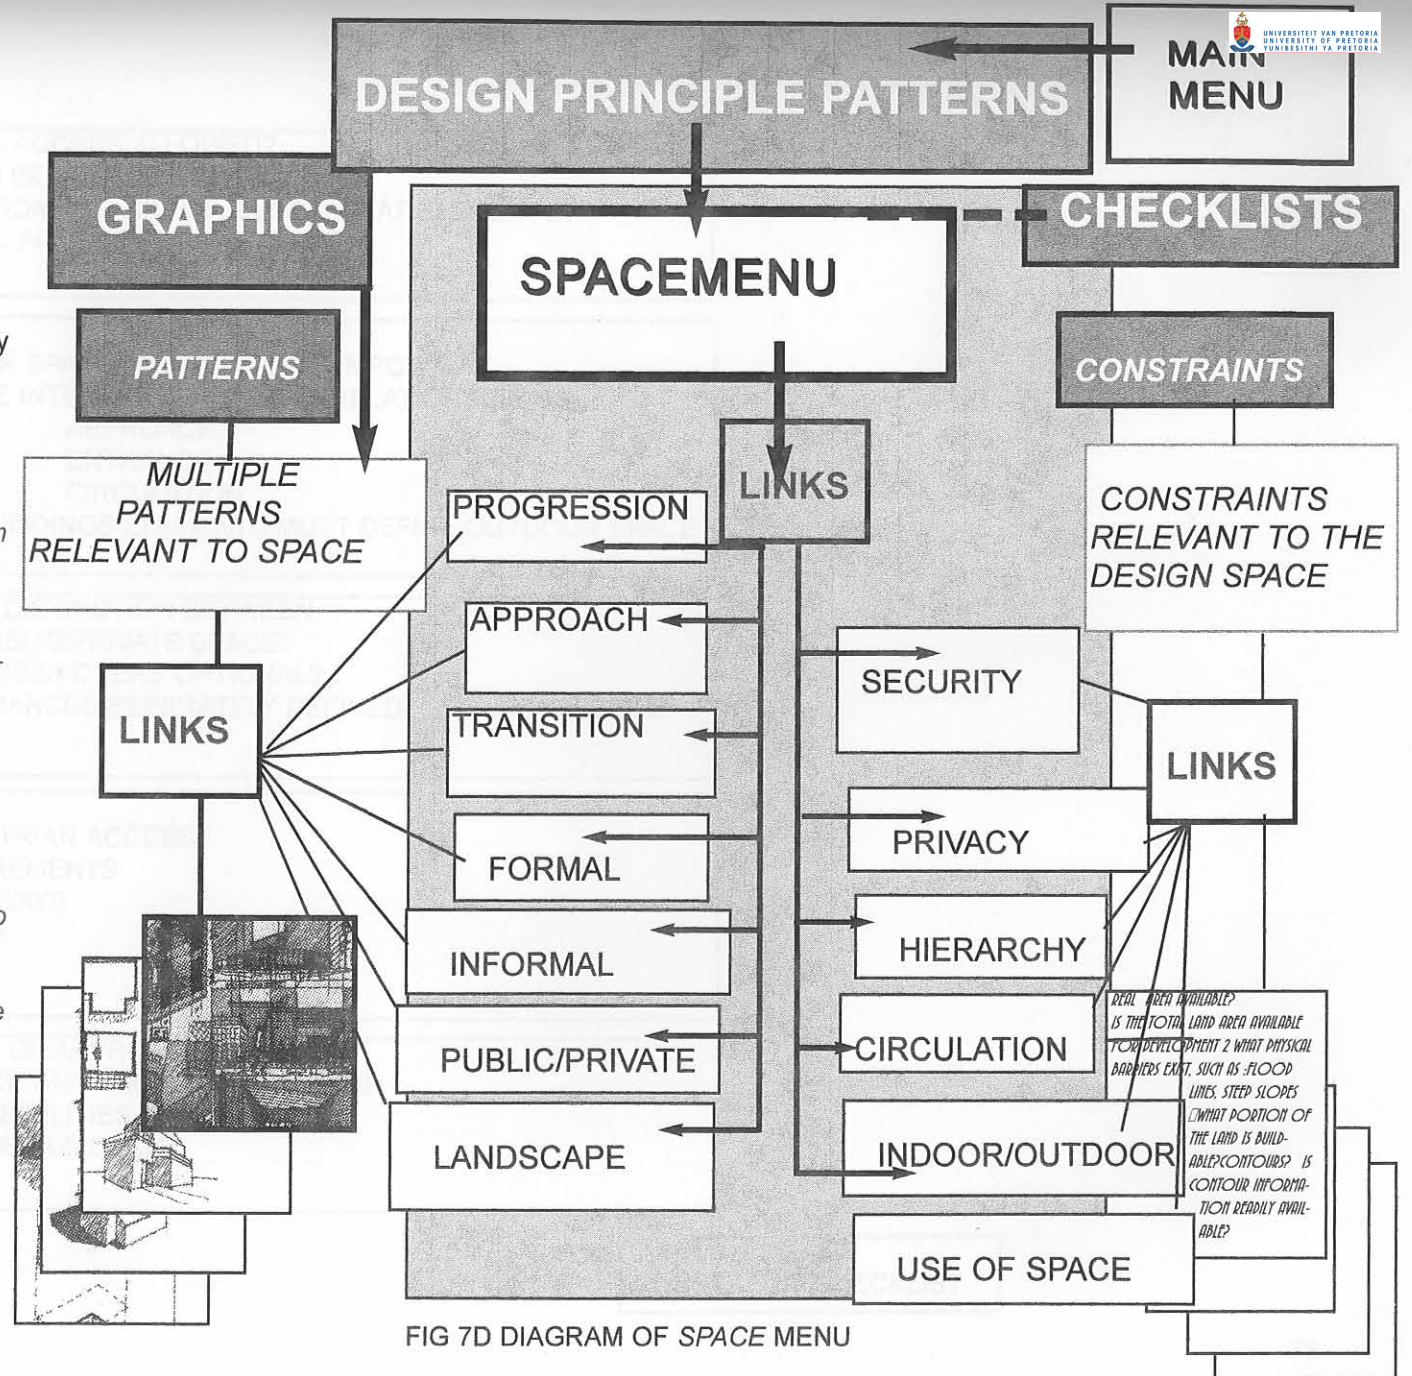 UNIVERSITEIT VAN PRETORIA
UNIVERSITY OF PRETORIA
YUNIBESITHI YA PRETORIA
MAIN
MENU
DESIGN PRINCIPLE PATTERNS
GRAPHICS
CHECKLISTS
SPACEMENU
PATTERNS
CONSTRAINTS
MULTIPLE
PATTERNS
RELEVANT TO SPACE
LINKS
CONSTRAINTS
RELEVANT TO THE
DESIGN SPACE
PROGRESSION
APPROACH
TRANSITION
FORMAL
INFORMAL
PUBLIC/PRIVATE
LANDSCAPE
SECURITY
PRIVACY
HIERARCHY
CIRCULATION
INDOOR/OUTDOOR
USE OF SPACE
LINKS
LINKS
REAL AREA AVAILABLE?
IS THE TOTAL LAND AREA AVAILABLE
FOR DEVELOPMENT 2 WHAT PHYSICAL
BARRIERS EXIST, SUCH AS :FLOOD
LINES, STEEP SLOPES
WHAT PORTION OF
THE LAND IS BUILD-
ABLE?CONTOURS? IS
CONTOUR INFORMA-
TION READILY AVAIL-
ABLE?
FIG 7D DIAGRAM OF SPACE MENU